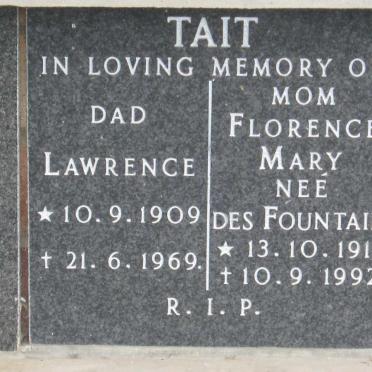 TAIT
IN LOVING MEMORY O
DAD
LAWRENCE
★ 10.9.1909
† 21.6.1969.
MOM
FLORENCE
MARY
NEÉ
DES FOUNTAI
★ 13.10.191
† 10.9.1992
R.I.P.